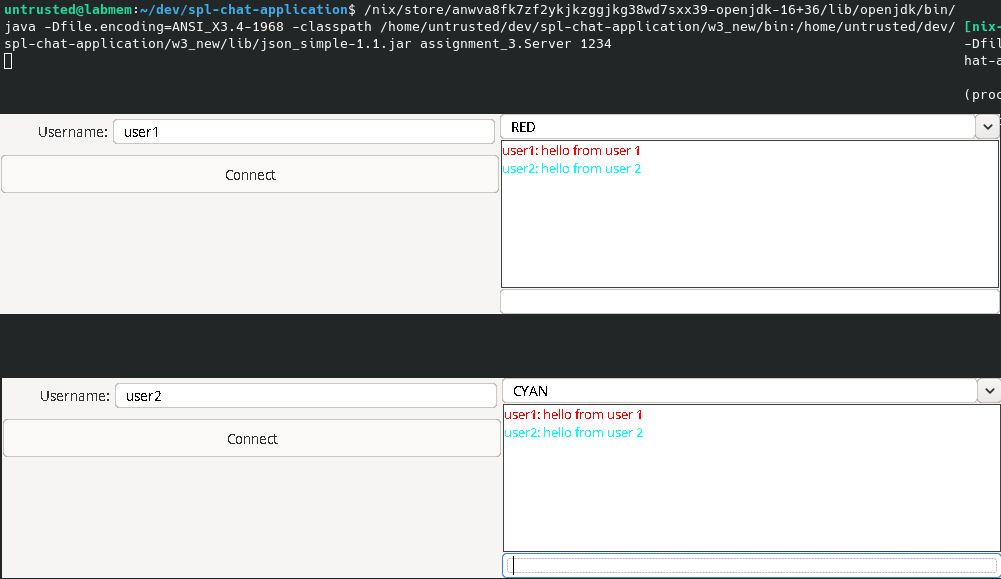 untrusted@labmem:~/dev/spl-chat-application$ /nix/store/anwva8fk7zf2ykjkzggjkg38wd7sxx39-openjdk-16+36/lib/openjdk/bin/
java -Dfile.encoding=ANSI_X3.4-1968 -classpath /home/untrusted/dev/spl-chat-application/w3_new/bin:/home/untrusted/dev/
spl-chat-application/w3_new/lib/json_simple-1.1.jar assignment_3.Server 1234
[nix-
-Dfil
hat-a
(proc
Username: user1
RED
Connect
user1: hello from user 1
user2: hello from user 2
Username: user2
CYAN
Connect
user1: hello from user 1
user2: hello from user 2